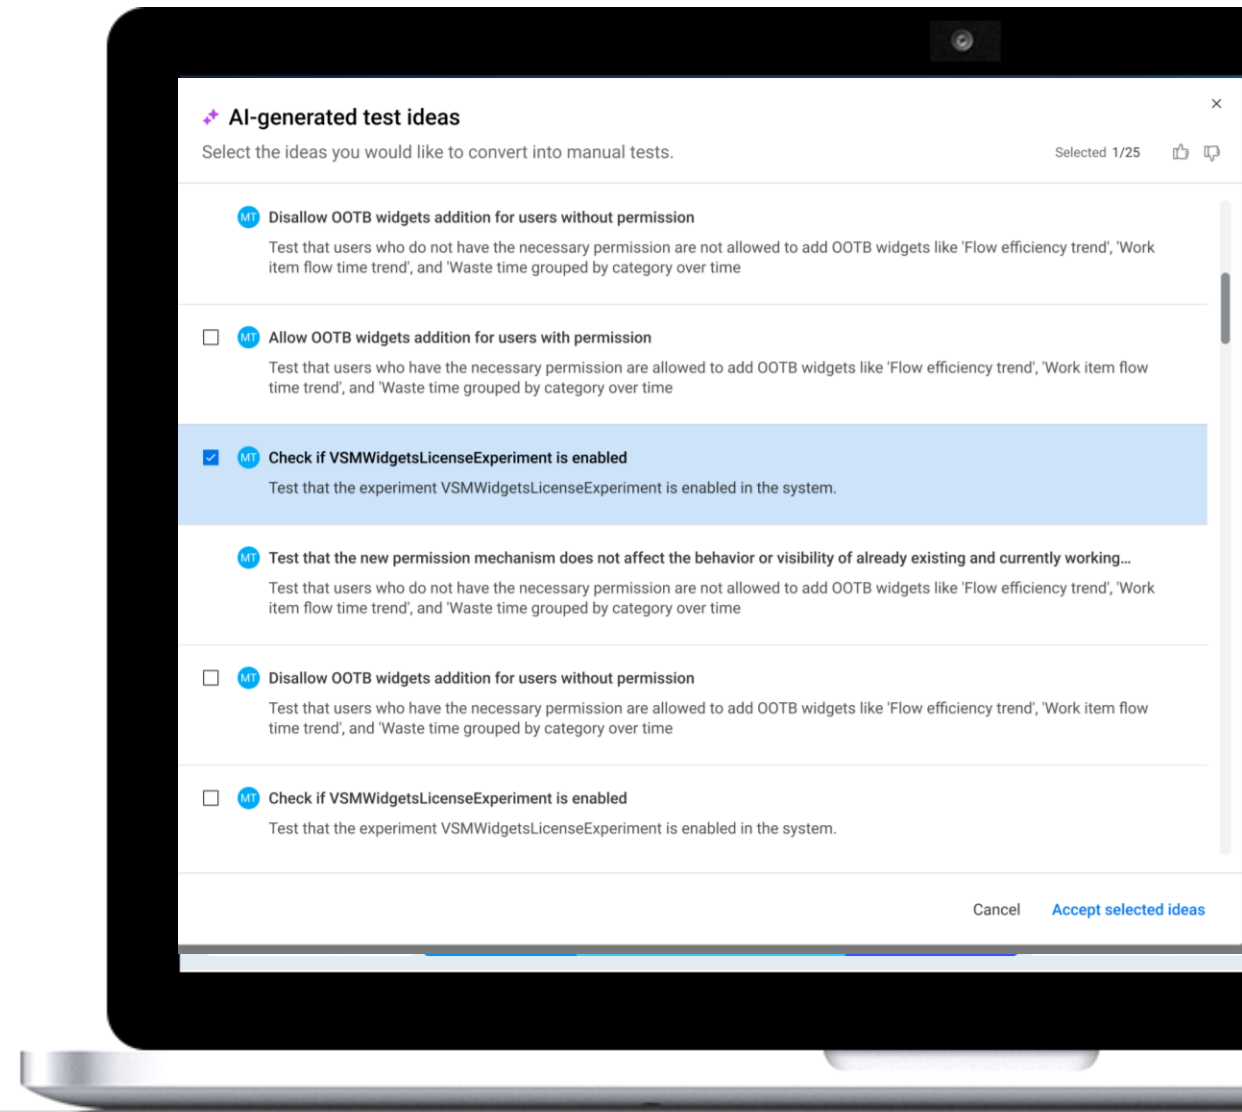 AI-generated test ideas
Select the ideas you would like to convert into manual tests.
Selected 1/25
MT Disallow OOTB widgets addition for users without permission
Test that users who do not have the necessary permission are not allowed to add OOTB widgets like 'Flow efficiency trend', 'Work
item flow time trend', and 'Waste time grouped by category over time
MT Allow OOTB widgets addition for users with permission
Test that users who have the necessary permission are allowed to add OOTB widgets like 'Flow efficiency trend', 'Work item flow
time trend', and 'Waste time grouped by category over time
MT Check if VSMWidgetsLicenseExperiment is enabled
Test that the experiment VSMWidgetsLicenseExperiment is enabled in the system.
MT Test that the new permission mechanism does not affect the behavior or visibility of already existing and currently working...
Test that users who do not have the necessary permission are not allowed to add OOTB widgets like 'Flow efficiency trend', 'Work
item flow time trend', and 'Waste time grouped by category over time
MT Disallow OOTB widgets addition for users without permission
Test that users who have the necessary permission are allowed to add OOTB widgets like 'Flow efficiency trend', 'Work item flow
time trend', and 'Waste time grouped by category over time
MT Check if VSMWidgetsLicenseExperiment is enabled
Test that the experiment VSMWidgetsLicenseExperiment is enabled in the system.
Cancel Accept selected ideas